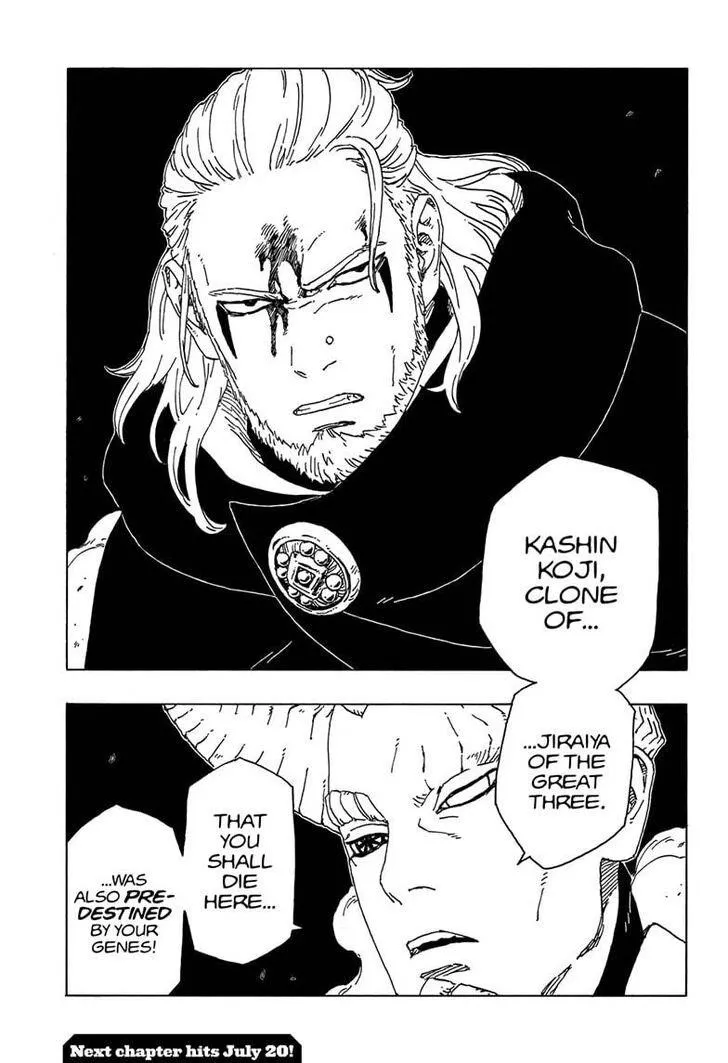 KASHIN
KOJI,
CLONE
OF...
...JIRAIYA
OF THE
GREAT
THREE.
THAT
YOU
SHALL
DIE
HERE...
...WAS
ALSO PRE-
DESTINED
BY YOUR
GENES!
Next chapter hits July 20!